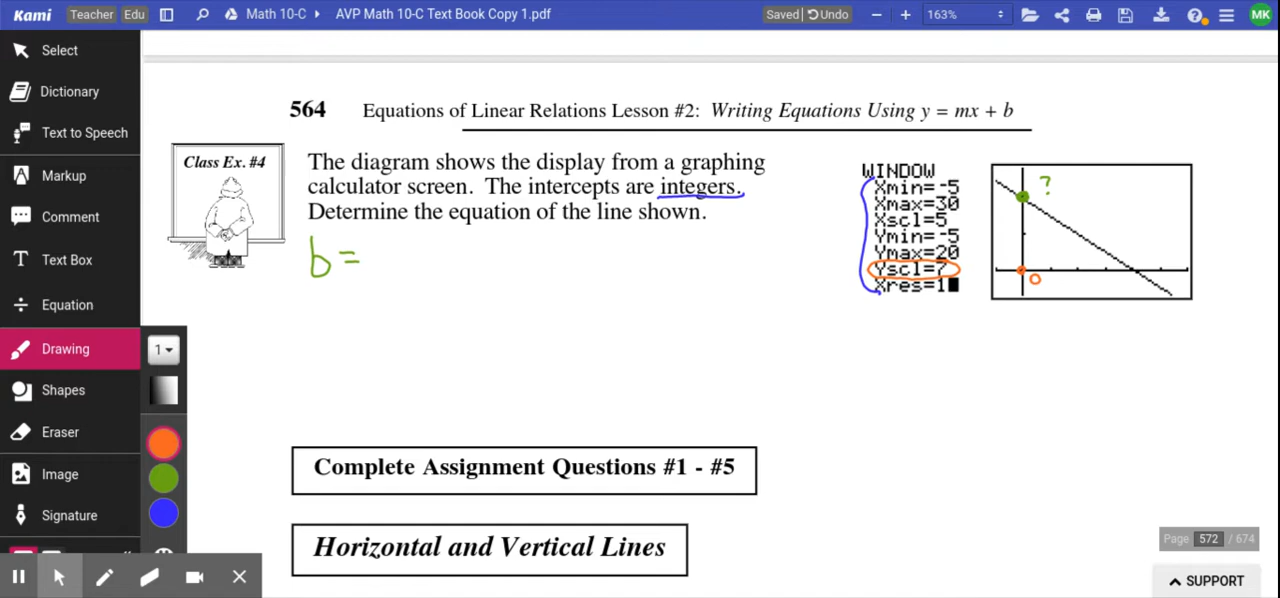 Kami Teacher Edu Math 10-C AVP Math 10-C Text Book Copy 1.pdf Saved Undo 163% MK
Select
Dictionary
Text to Speech
Markup
Comment
Text Box
Equation
Drawing
1
Shapes
Eraser
Image
Signature
564 Equations of Linear Relations Lesson #2: Writing Equations Using y = mx + b
Class Ex. #4
The diagram shows the display from a graphing
calculator screen. The intercepts are integers.
Determine the equation of the line shown.
b =
WINDOW
Xmin=-5
Xmax=30
Xscl=5
Ymin=-5
Ymax=20
Yscl=7
Xres=1
?
0
Complete Assignment Questions #1 - #5
Horizontal and Vertical Lines
Page 572 / 674
SUPPORT